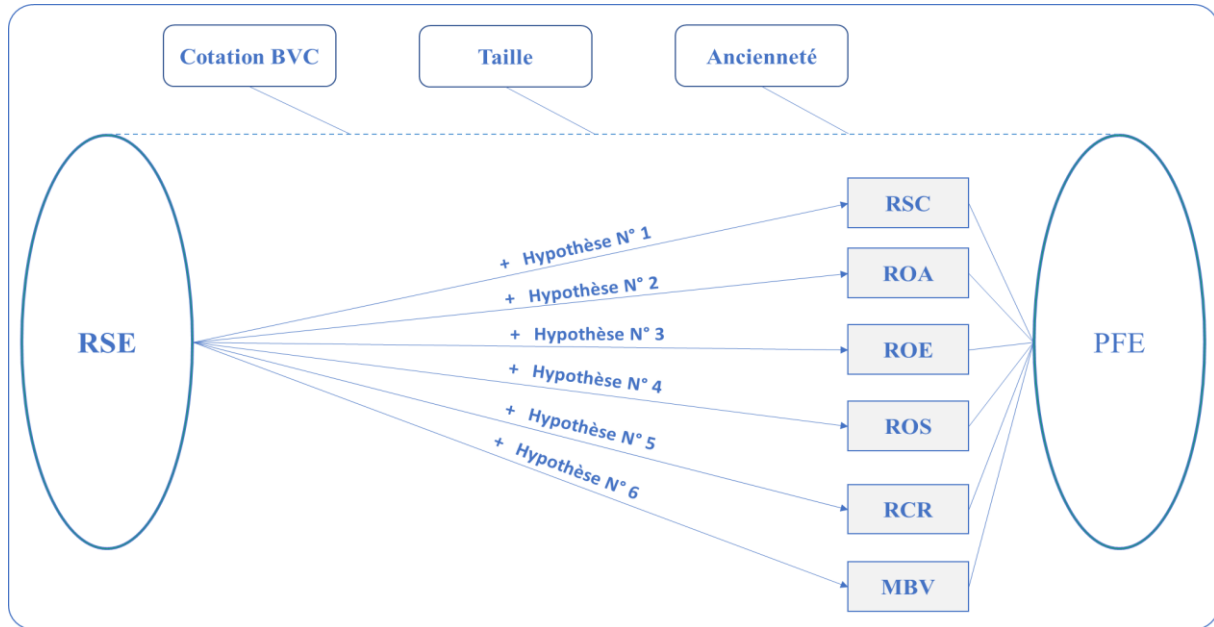 Cotation BVC
Taille
Ancienneté
RSE
+ Hypothèse N° 1
+ Hypothèse N° 2
+ Hypothèse N° 3
+ Hypothèse N° 4
+ Hypothèse N° 5
+ Hypothèse N° 6
RSC
ROA
ROE
ROS
RCR
MBV
PFE